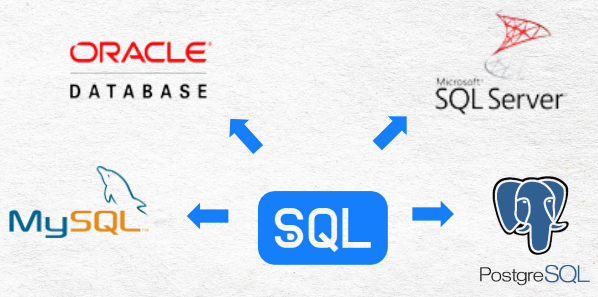 ORACLE
DATABASE
Microsoft
SQL Server
MySQL
SQL
PostgreSQL